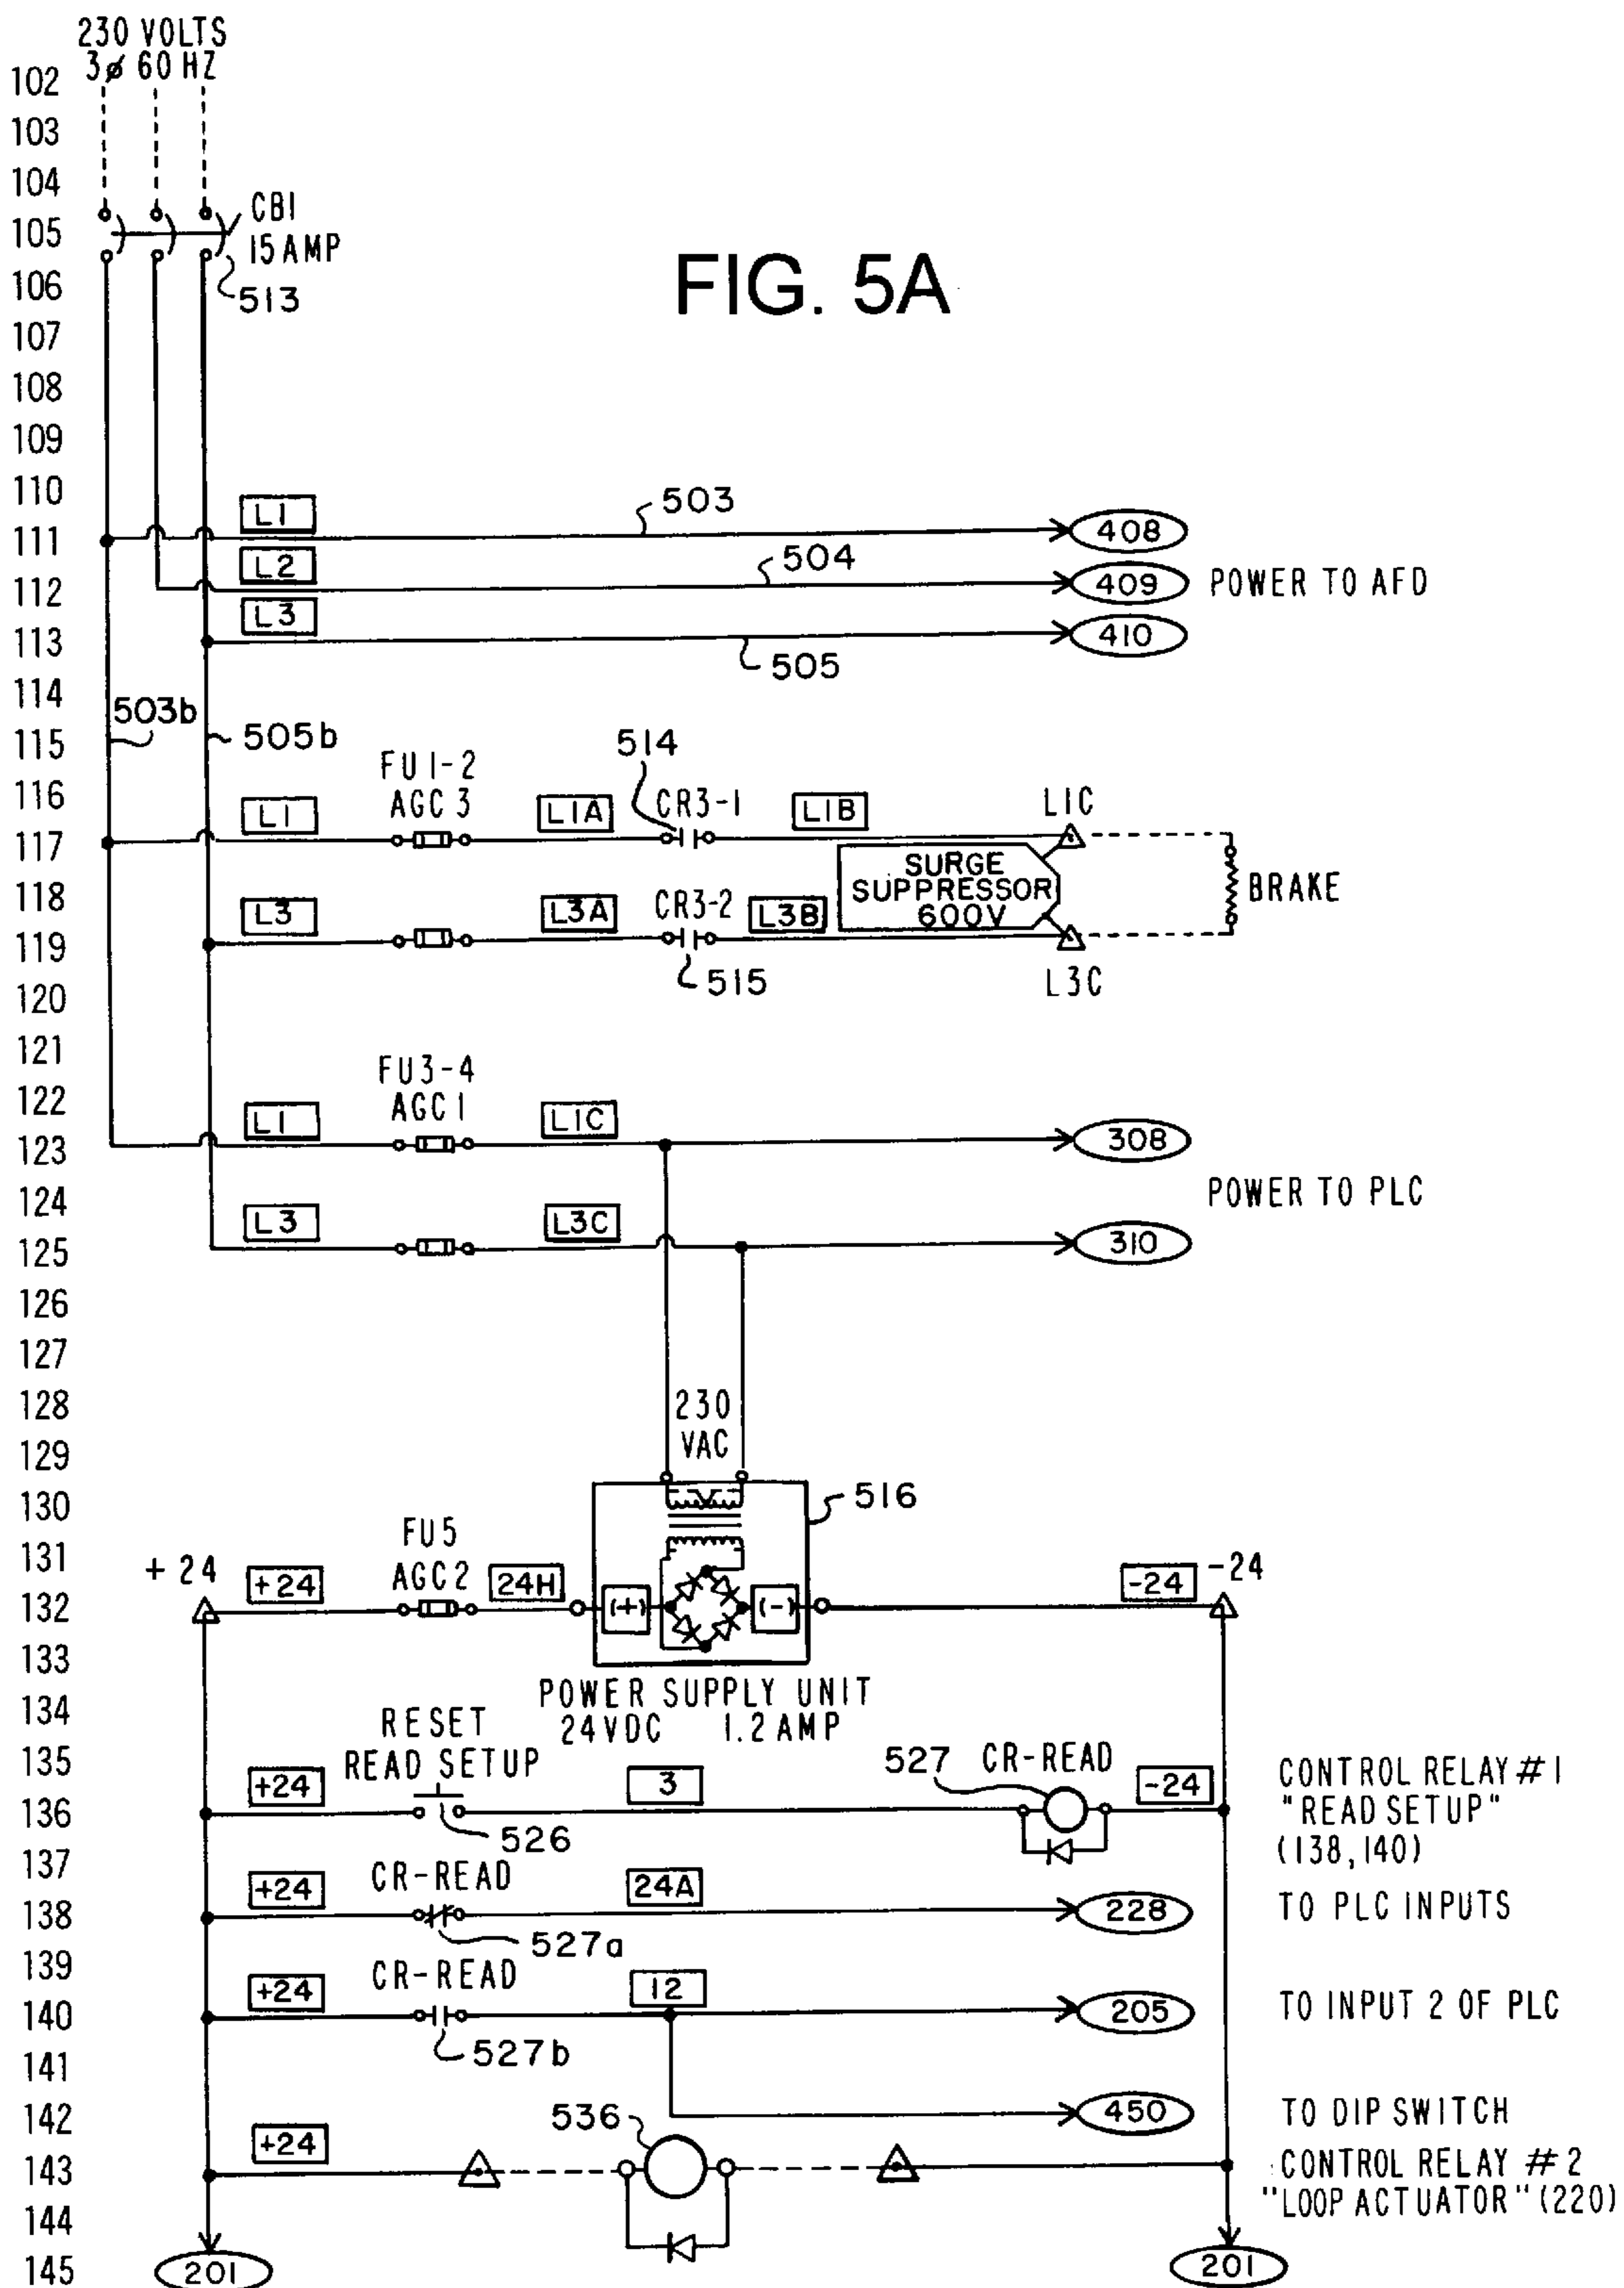 230 VOLTS
3ø 60 HZ
102
103
104
CB1
105
15 AMP
FIG. 5A
106
513
107
108
109
110
L1
503
111
408
L2
504
112
409
POWER TO AFD
L3
113
410
505
114
503b
115
505b
514
FU 1-2
116
AGC 3
L1A
CR3-1
L1B
L1C
L1
117
SURGE
SUPPRESSOR
600V
BRAKE
118
L3
L3A
CR3-2
L3B
119
515
L3C
120
121
FU3-4
122
AGC 1
L1
L1C
123
308
POWER TO PLC
124
L3
L3C
125
310
126
127
128
230
VAC
129
130
516
FU5
131
+ 24
+24
AGC 2
24H
-24
-24
132
(+)
(-)
133
POWER SUPPLY UNIT
24VDC 1.2 AMP
134
RESET
READ SETUP
135
+24
3
527
CR-READ
-24
CONTROL RELAY #1
"READ SETUP"
(138,140)
136
526
137
CR-READ
+24
24A
138
228
TO PLC INPUTS
527a
139
CR-READ
+24
12
140
205
TO INPUT 2 OF PLC
527b
141
142
536
450
TO DIP SWITCH
+24
143
CONTROL RELAY #2
"LOOP ACTUATOR" (220)
144
145
201
201